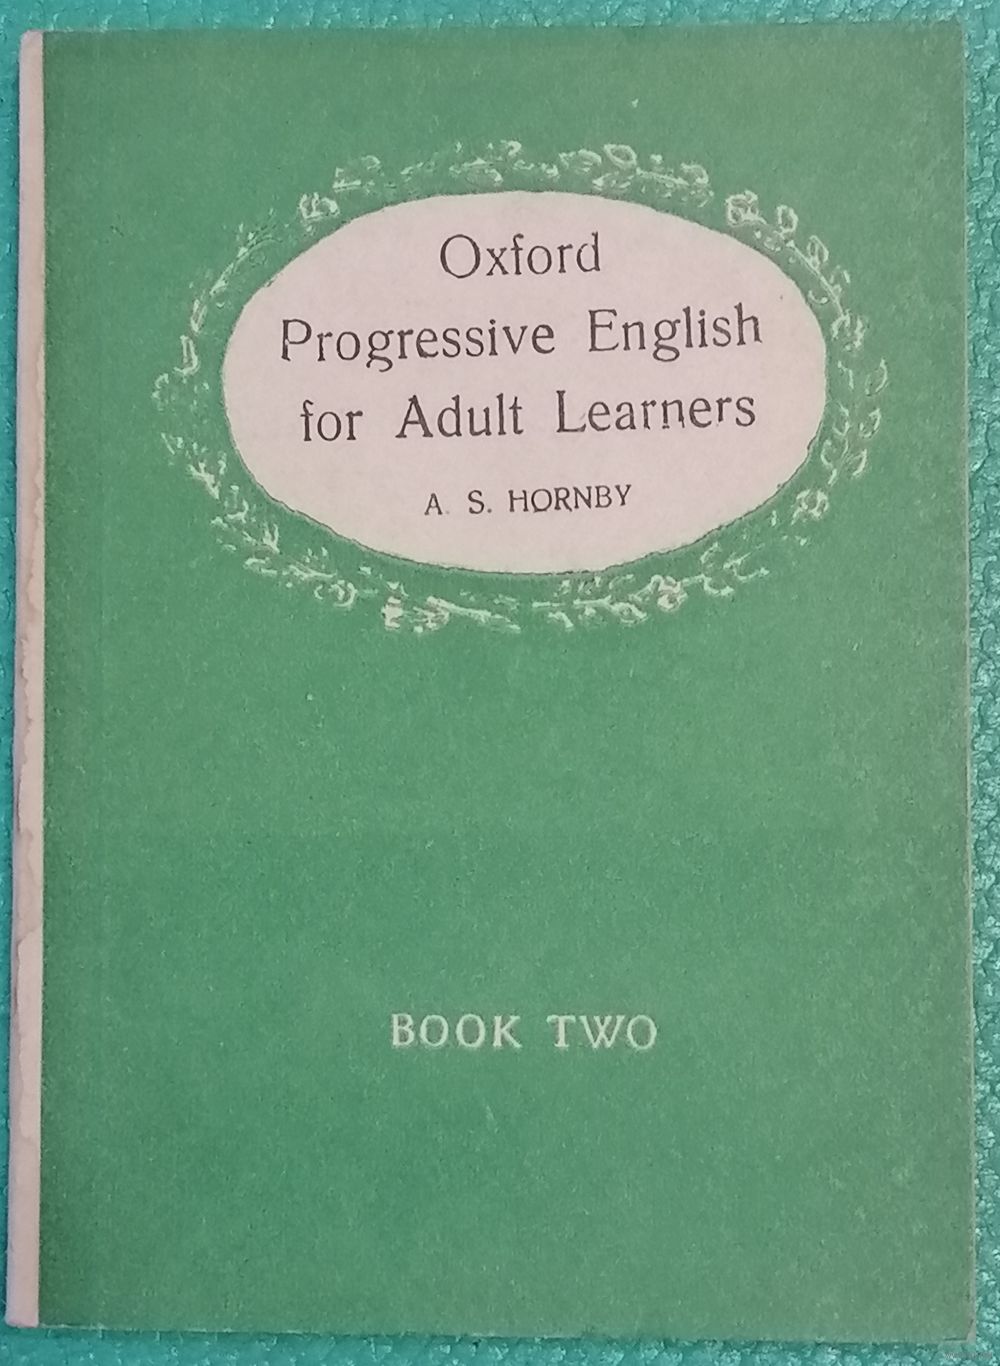 Oxford
Progressive English
for Adult Learners
A. S. HORNBY
BOOK TWO